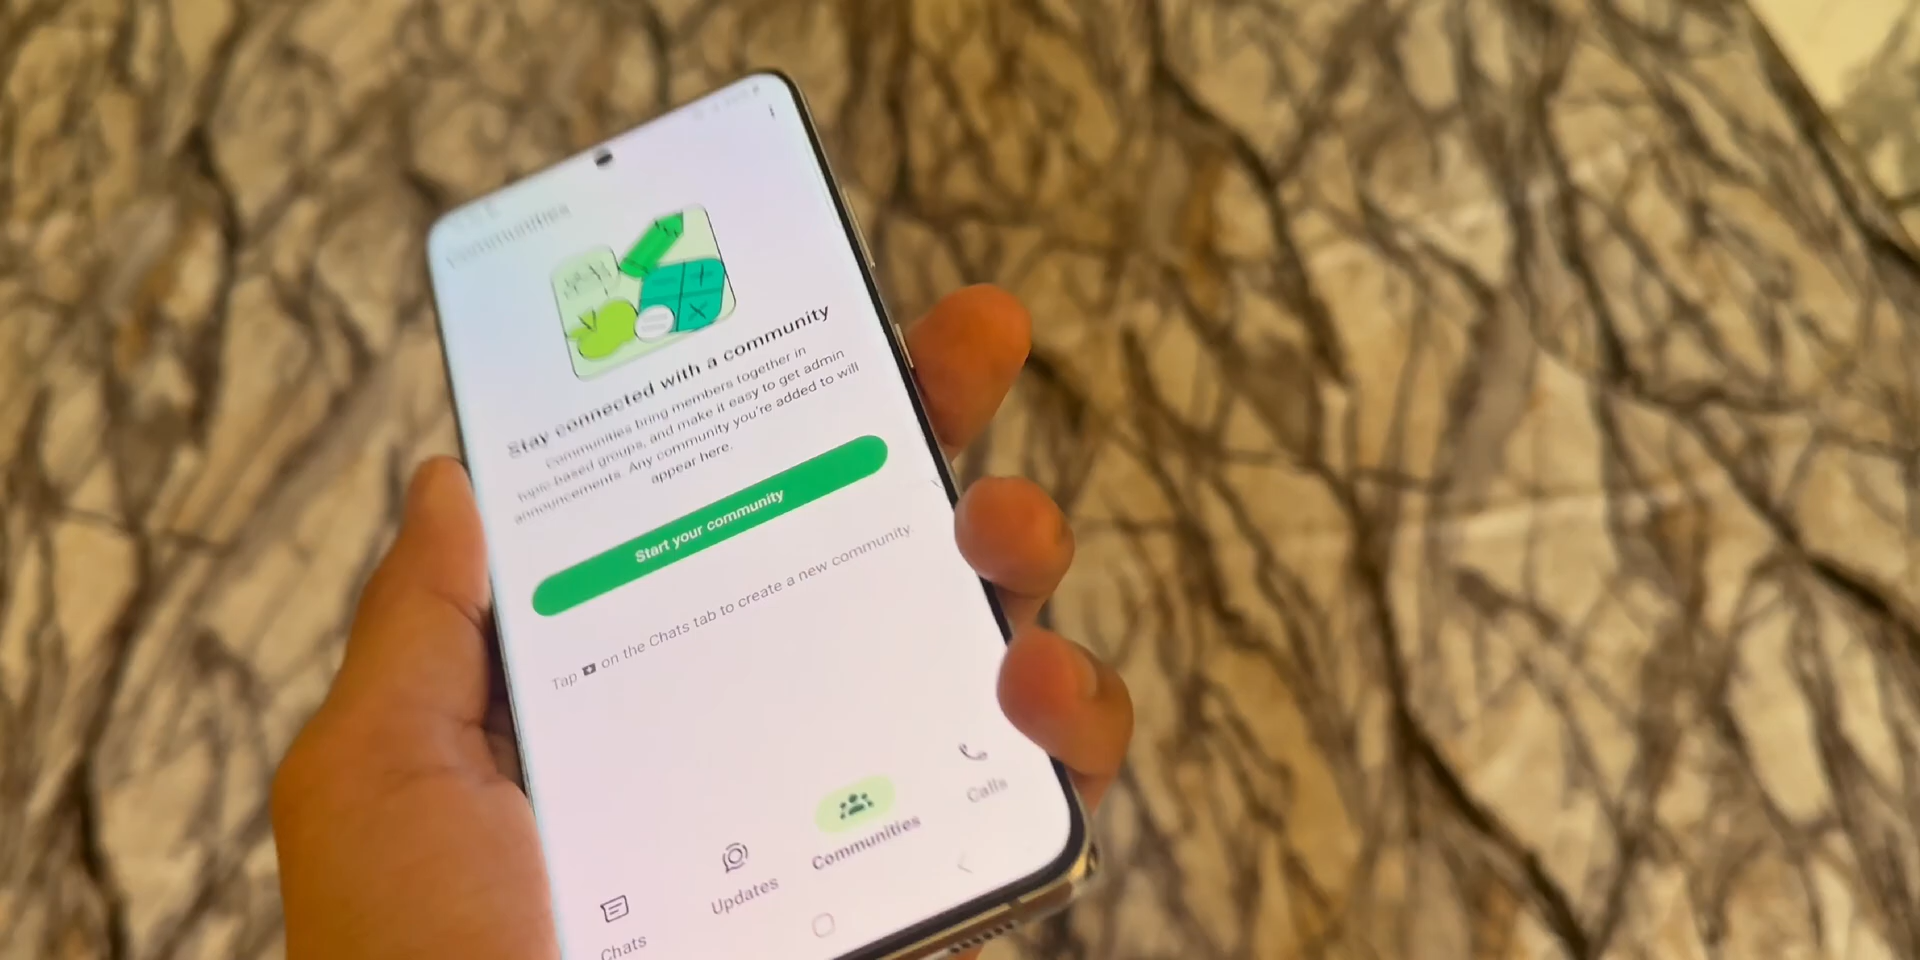 Communities
Stay connected with a community
Communities bring members together in
topic-based groups, and make it easy to get admin
announcements. Any community you're added to will
appear here.
Start your community
Tap on the Chats tab to create a new community.
Chats
Updates
Communities
Calls